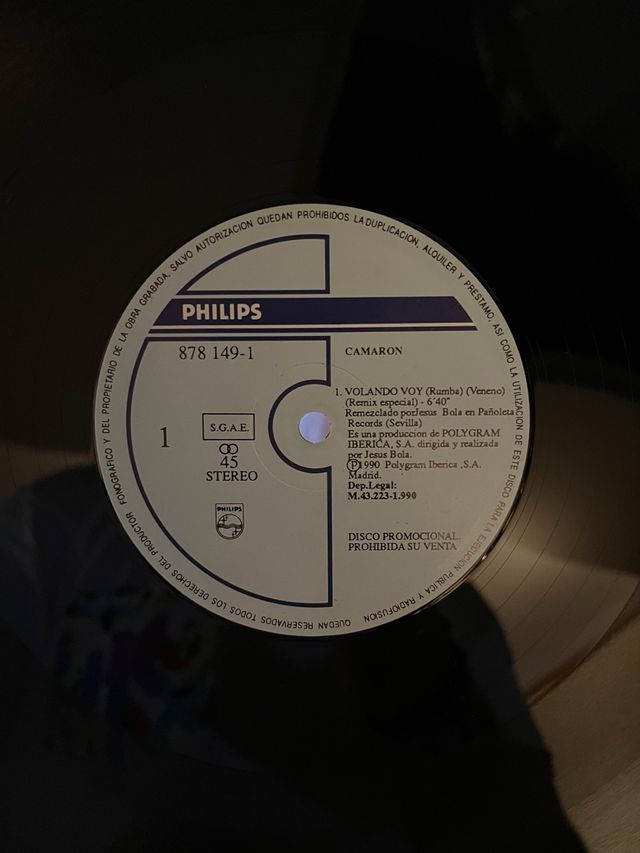 QUEDAN RESERVADOS TODOS LOS DERECHOS DEL PRODUCTOR FONOGRAFICO Y DEL PROPIETARIO DE LA OBRA GRABADA. SALVO AUTORIZACION QUEDAN PROHIBIDOS LA DUPLICACION, ALQUILER Y PRESTAMO, ASI COMO LA UTILIZACION DE ESTE DISCO PARA LA EJECUCION PUBLICA Y RADIOFUSION
PHILIPS
878 149-1
CAMARON
1
S.G.A.E.
45
STEREO
PHILIPS
1. VOLANDO VOY (Rumba) (Veneno)
(Remix especial) - 6´40"
Remezclado porJesus Bola en Pañoleta
Records (Sevilla)
Es una produccion de POLYGRAM
IBERICA, S.A. dirigida y realizada
por Jesus Bola.
Ⓟ1990 Polygram Iberica ,S.A.
Madrid.
Dep.Legal:
M.43.223-1.990
DISCO PROMOCIONAL.
PROHIBIDA SU VENTA